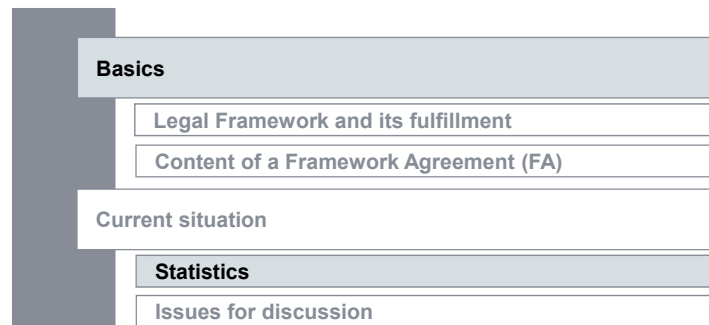 Basics
Legal Framework and its fulfillment
Content of a Framework Agreement (FA)
Current situation
Statistics
Issues for discussion